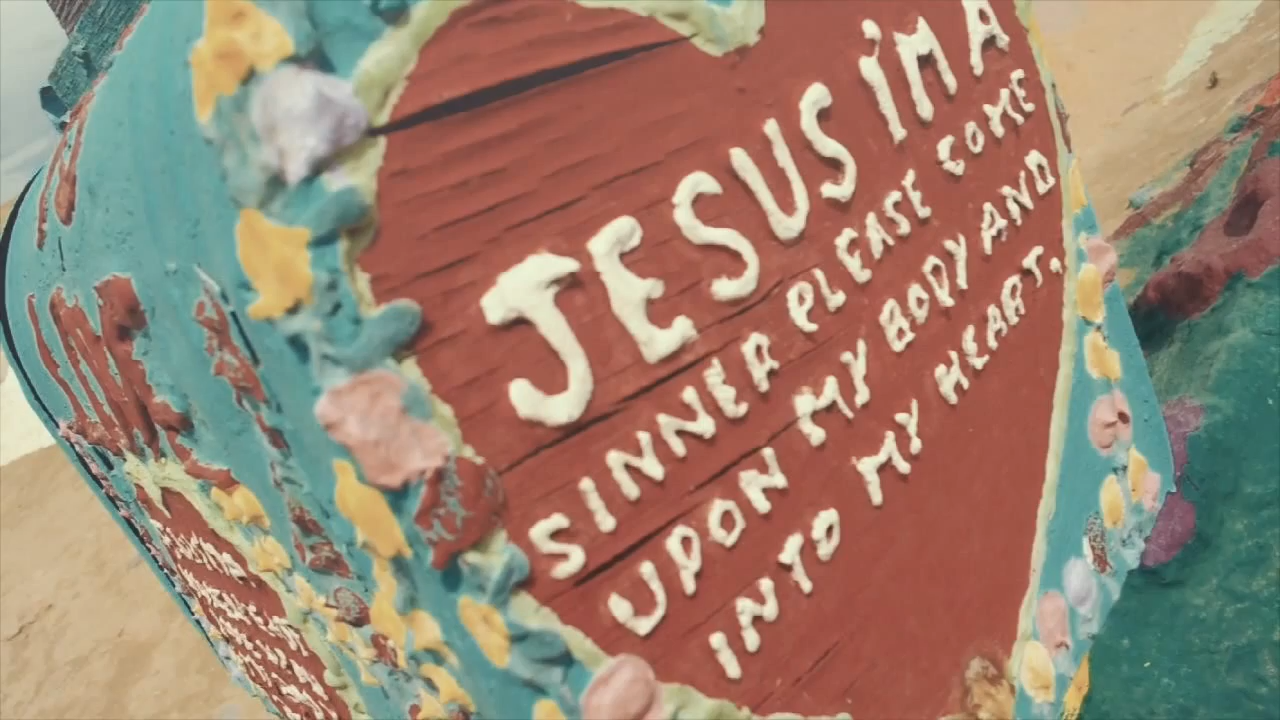 JESUS I'M A
SINNER PLEASE COME
UPON MY BODY AND
INTO MY HEART,